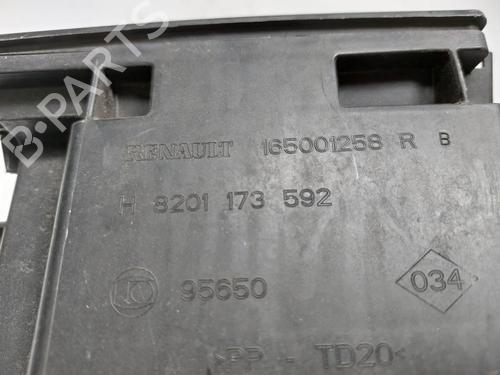 B-PARTS
RENAULT 165001258 R B
H 8201 173 592
95650
034
>PP - TD20<